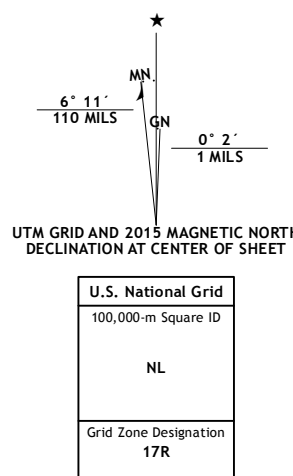 ★
MN
GN
6° 11´
110 MILS
0° 2´
1 MILS
UTM GRID AND 2015 MAGNETIC NORTH
DECLINATION AT CENTER OF SHEET
U.S. National Grid
100,000-m Square ID
NL
Grid Zone Designation
17R